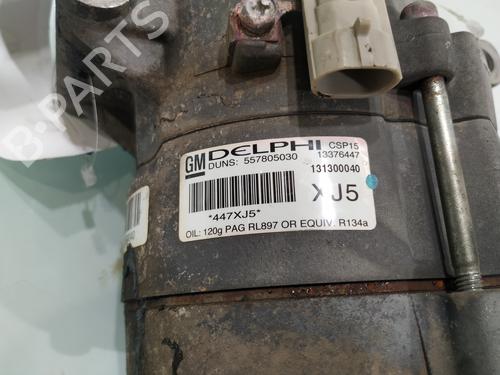 B-PARTS
GM DELPHI CSP15
DUNS: 557805030 13376447
131300040
XJ5
*447XJ5*
OIL: 120g PAG RL897 OR EQUIV. R134a